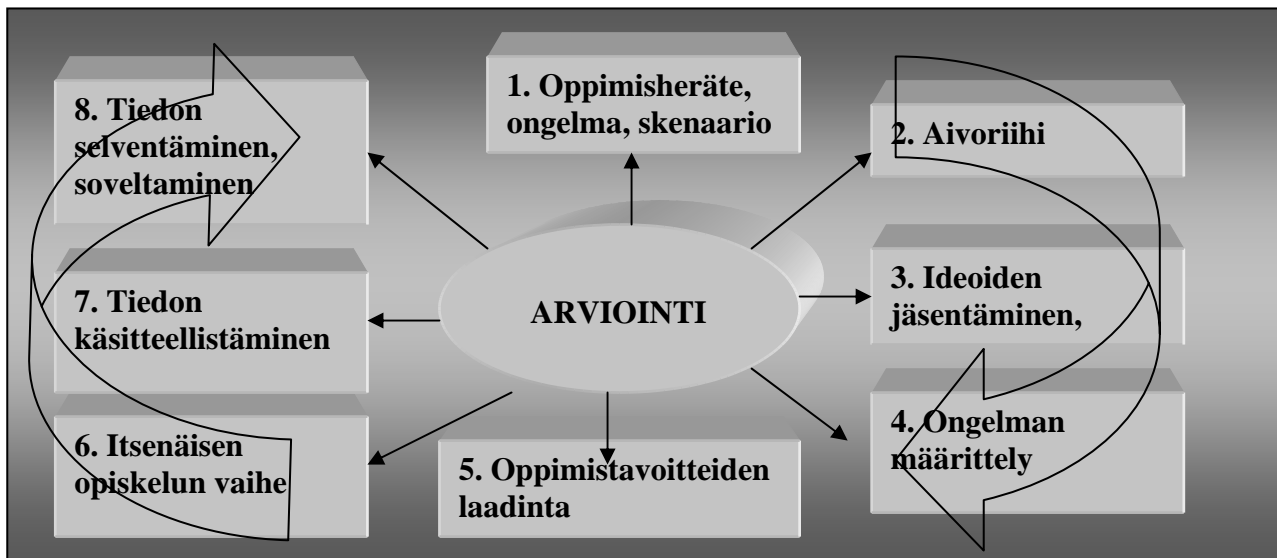 1. Oppimisheräte,
ongelma, skenaario
2. Aivoriihi
3. Ideoiden
jäsentäminen,
4. Ongelman
määrittely
5. Oppimistavoitteiden
laadinta
6. Itsenäisen
opiskelun vaihe
7. Tiedon
käsitteellistäminen
8. Tiedon
selventäminen,
soveltaminen
ARVIOINTI